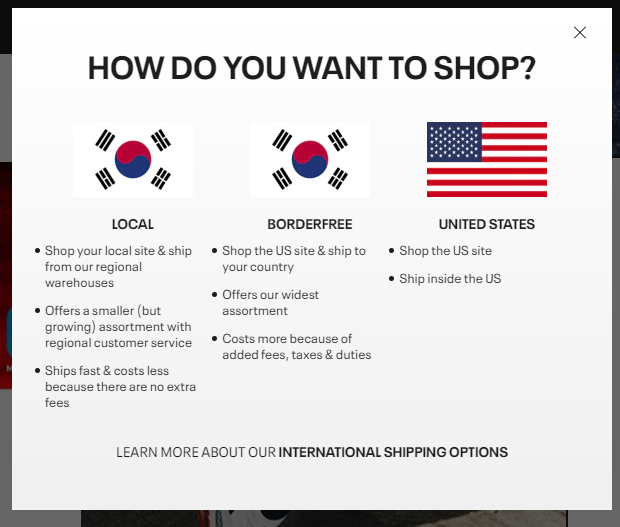 HOW DO YOU WANT TO SHOP?
LOCAL
Shop your local site & ship
from our regional
warehouses
Offers a smaller (but
growing) assortment with
regional customer service
Ships fast & costs less
because there are no extra
fees
BORDERFREE
Shop the US site & ship to
your country
Offers our widest
assortment
Costs more because of
added fees, taxes & duties
UNITED STATES
Shop the US site
Ship inside the US
LEARN MORE ABOUT OUR INTERNATIONAL SHIPPING OPTIONS